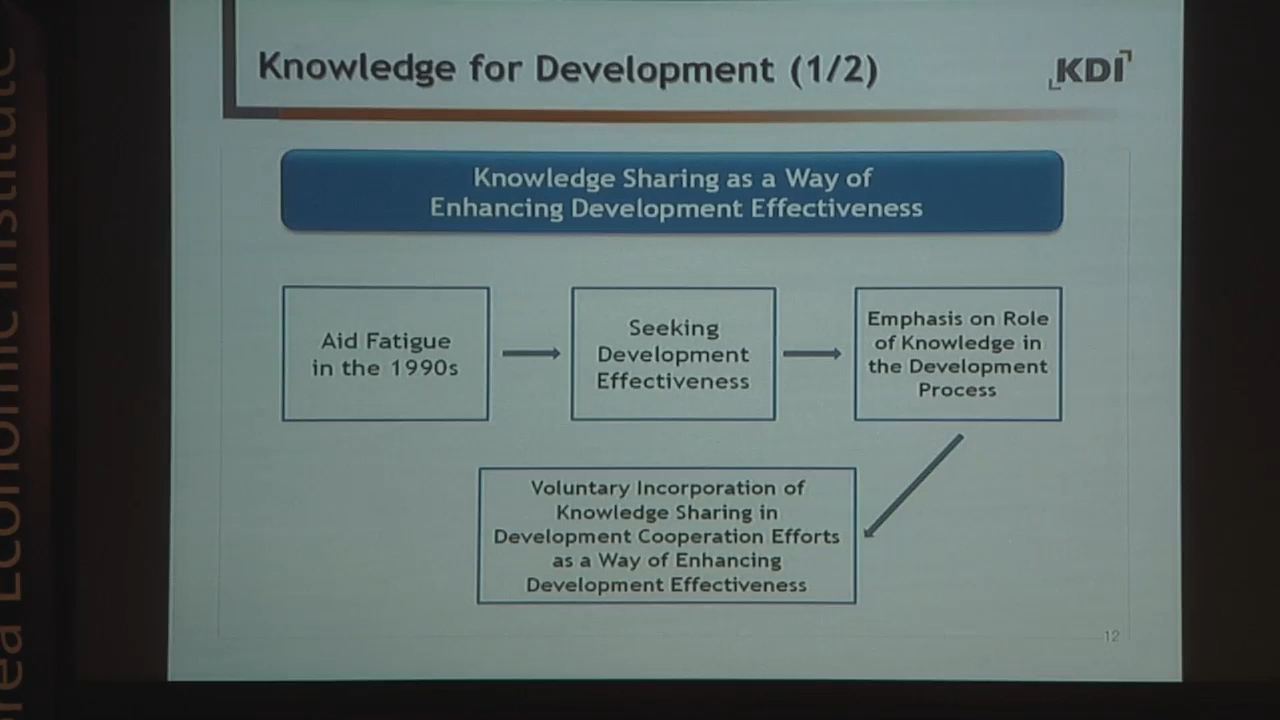 Knowledge for Development (1/2)
KDI
Knowledge Sharing as a Way of
Enhancing Development Effectiveness
Aid Fatigue
in the 1990s
Seeking
Development
Effectiveness
Emphasis on Role
of Knowledge in
the Development
Process
Voluntary Incorporation of
Knowledge Sharing in
Development Cooperation Efforts
as a Way of Enhancing
Development Effectiveness
12
Economic Institute